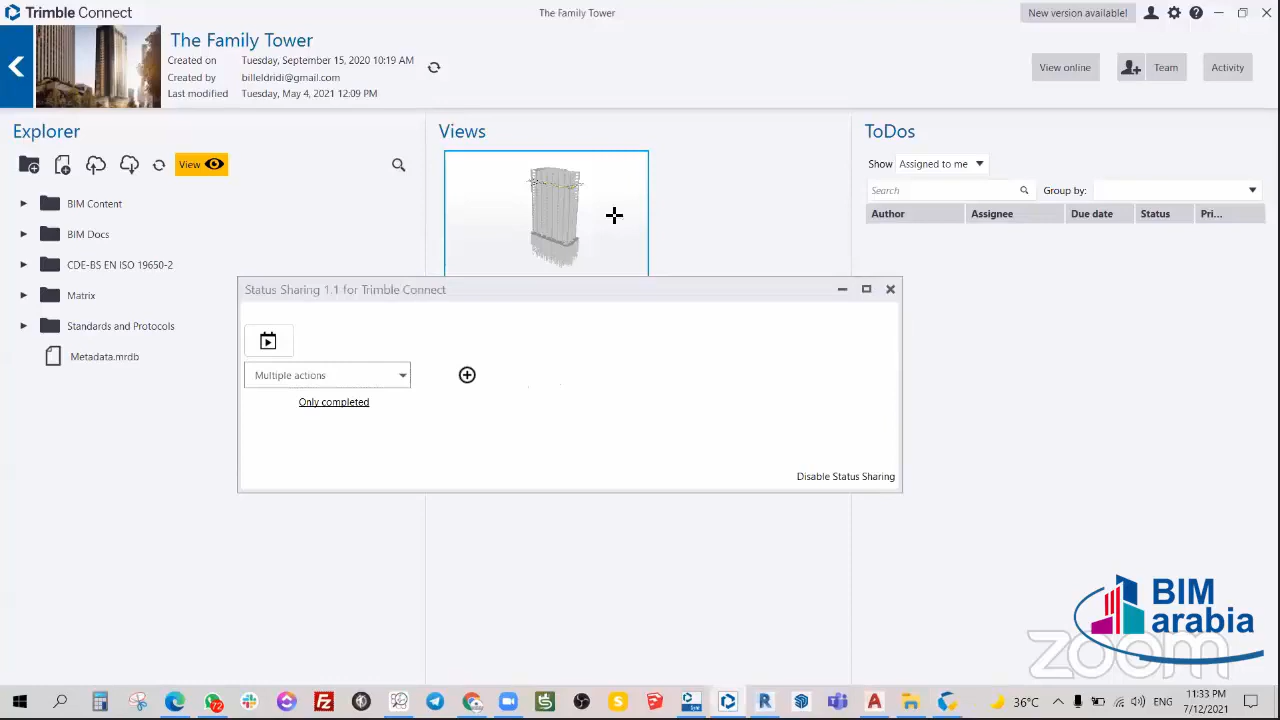 Trimble Connect
The Family Tower
New version available!
The Family Tower
Created on Tuesday, September 15, 2020 10:19 AM
Created by billeldridi@gmail.com
Last modified Tuesday, May 4, 2021 12:09 PM
View online
Team
Activity
Explorer
Views
ToDos
View
Show Assigned to me
Search
Group by:
Author Assignee Due date Status Pri...
BIM Content
BIM Docs
CDE-BS EN ISO 19650-2
Matrix
Standards and Protocols
Metadata.mrdb
Status Sharing 1.1 for Trimble Connect
Multiple actions
Only completed
Disable Status Sharing
BIM
arabia
zoom
72
36°C
ENG
11:33 PM
7/12/2021